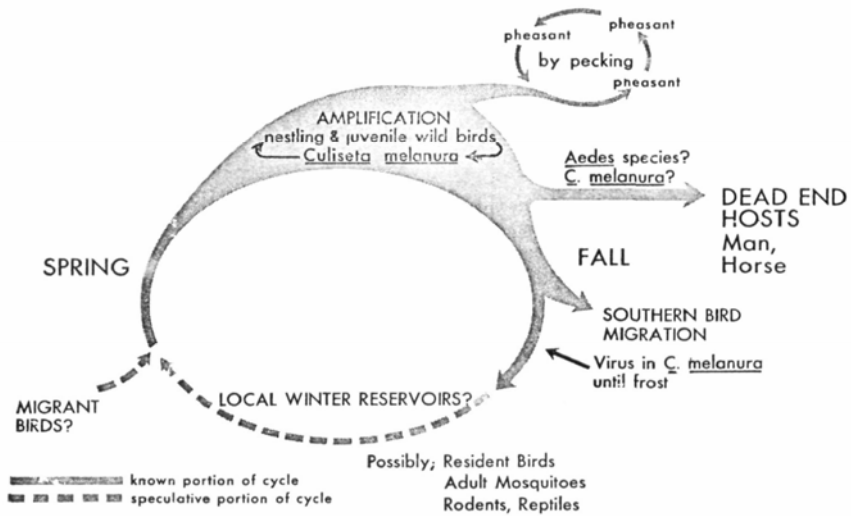 pheasant
pheasant
by pecking
pheasant
AMPLIFICATION
nestling & juvenile wild birds
Culiseta melanura
Aedes species?
C. melanura?
DEAD END
HOSTS
Man,
Horse
SPRING
FALL
SOUTHERN BIRD
MIGRATION
Virus in C. melanura
until frost
MIGRANT
BIRDS?
LOCAL WINTER RESERVOIRS?
Possibly; Resident Birds
Adult Mosquitoes
Rodents, Reptiles
known portion of cycle
speculative portion of cycle